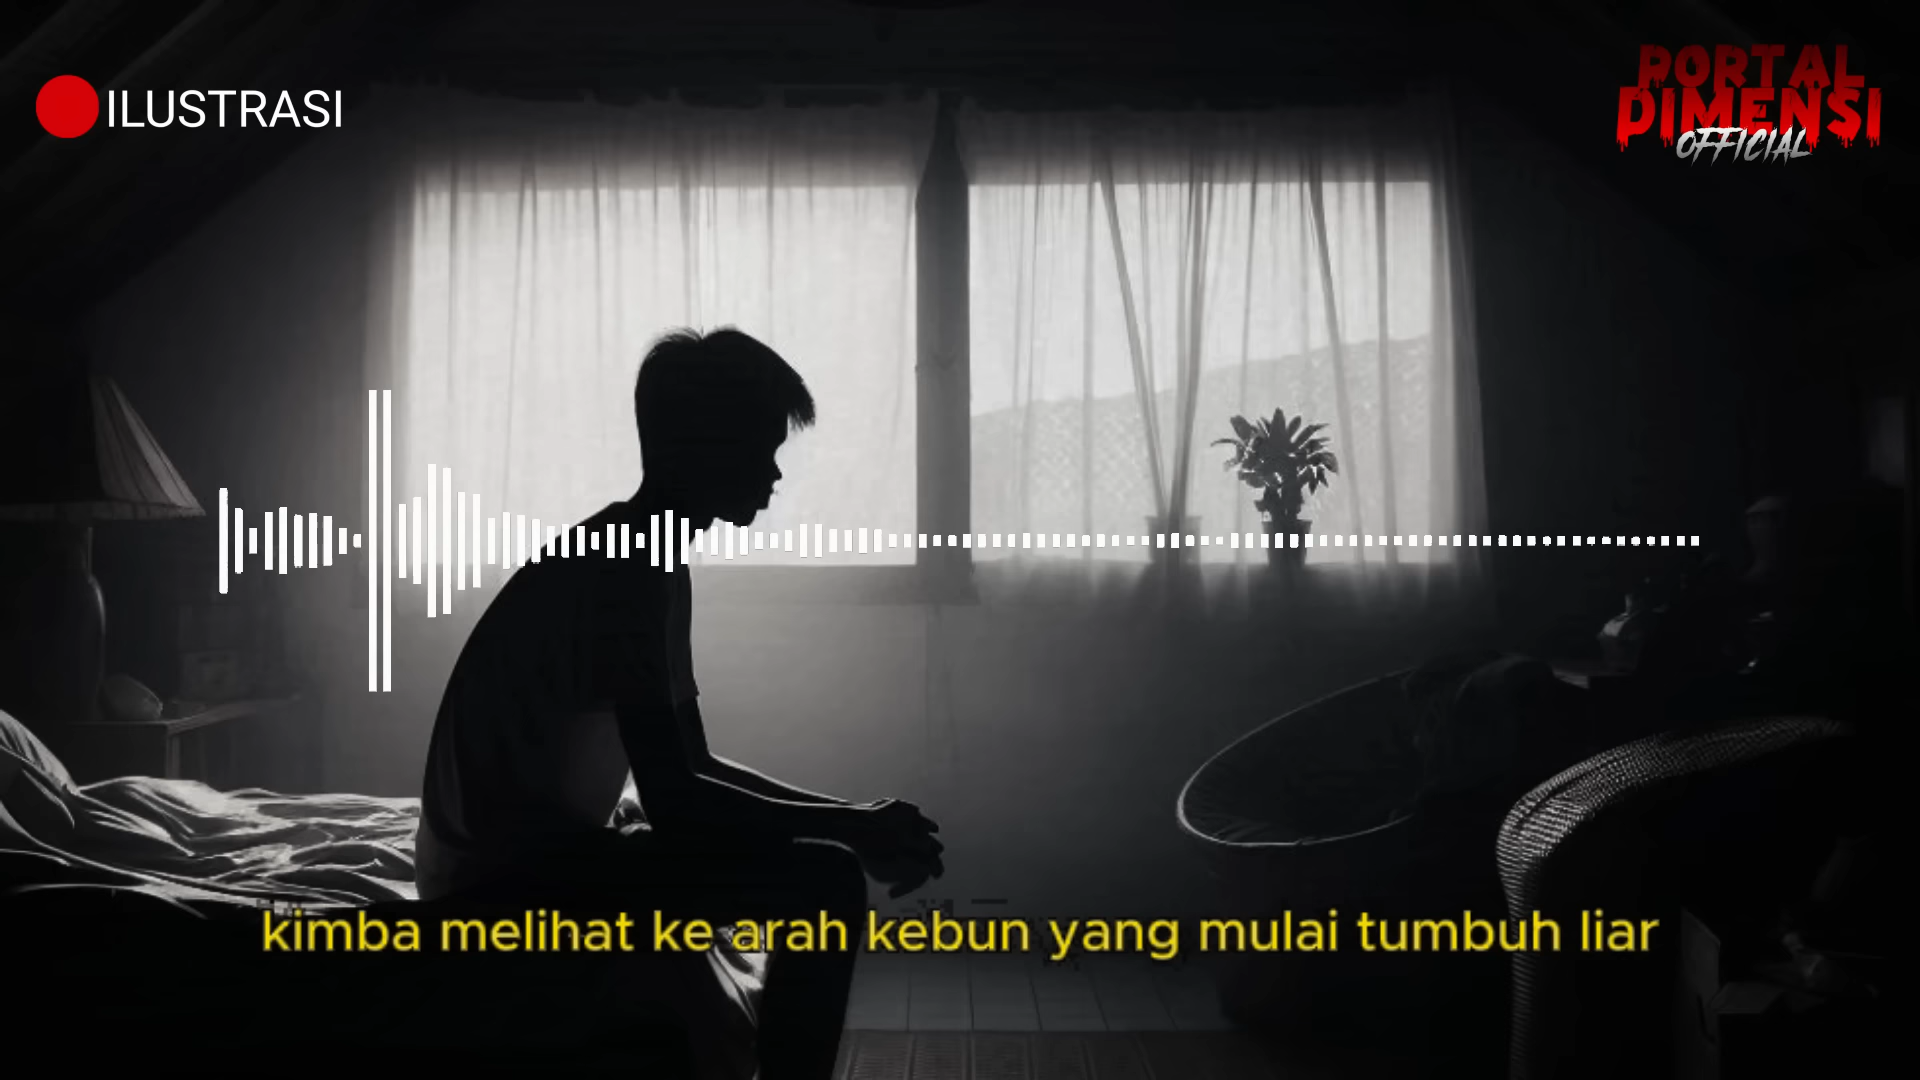 ILUSTRASI
PORTAL
DIMENSI
OFFICIAL
kimba melihat ke arah kebun yang mulai tumbuh liar